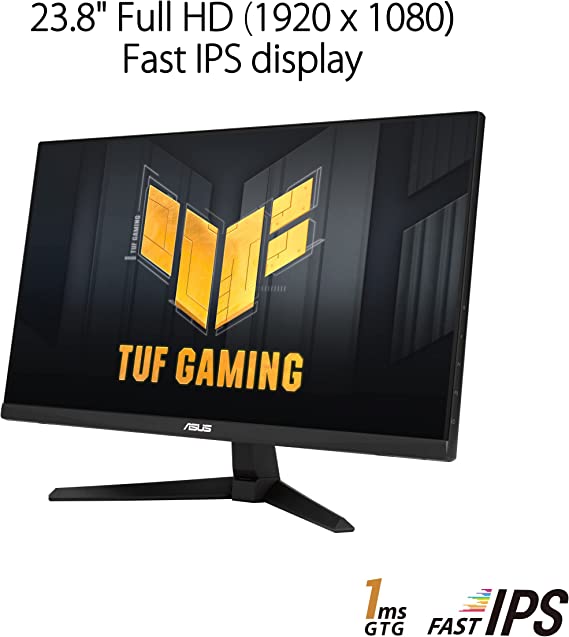 23.8" Full HD (1920 x 1080)
Fast IPS display
TUF GAMING
TUF GAMING
ASUS
1ms
GTG
FAST IPS